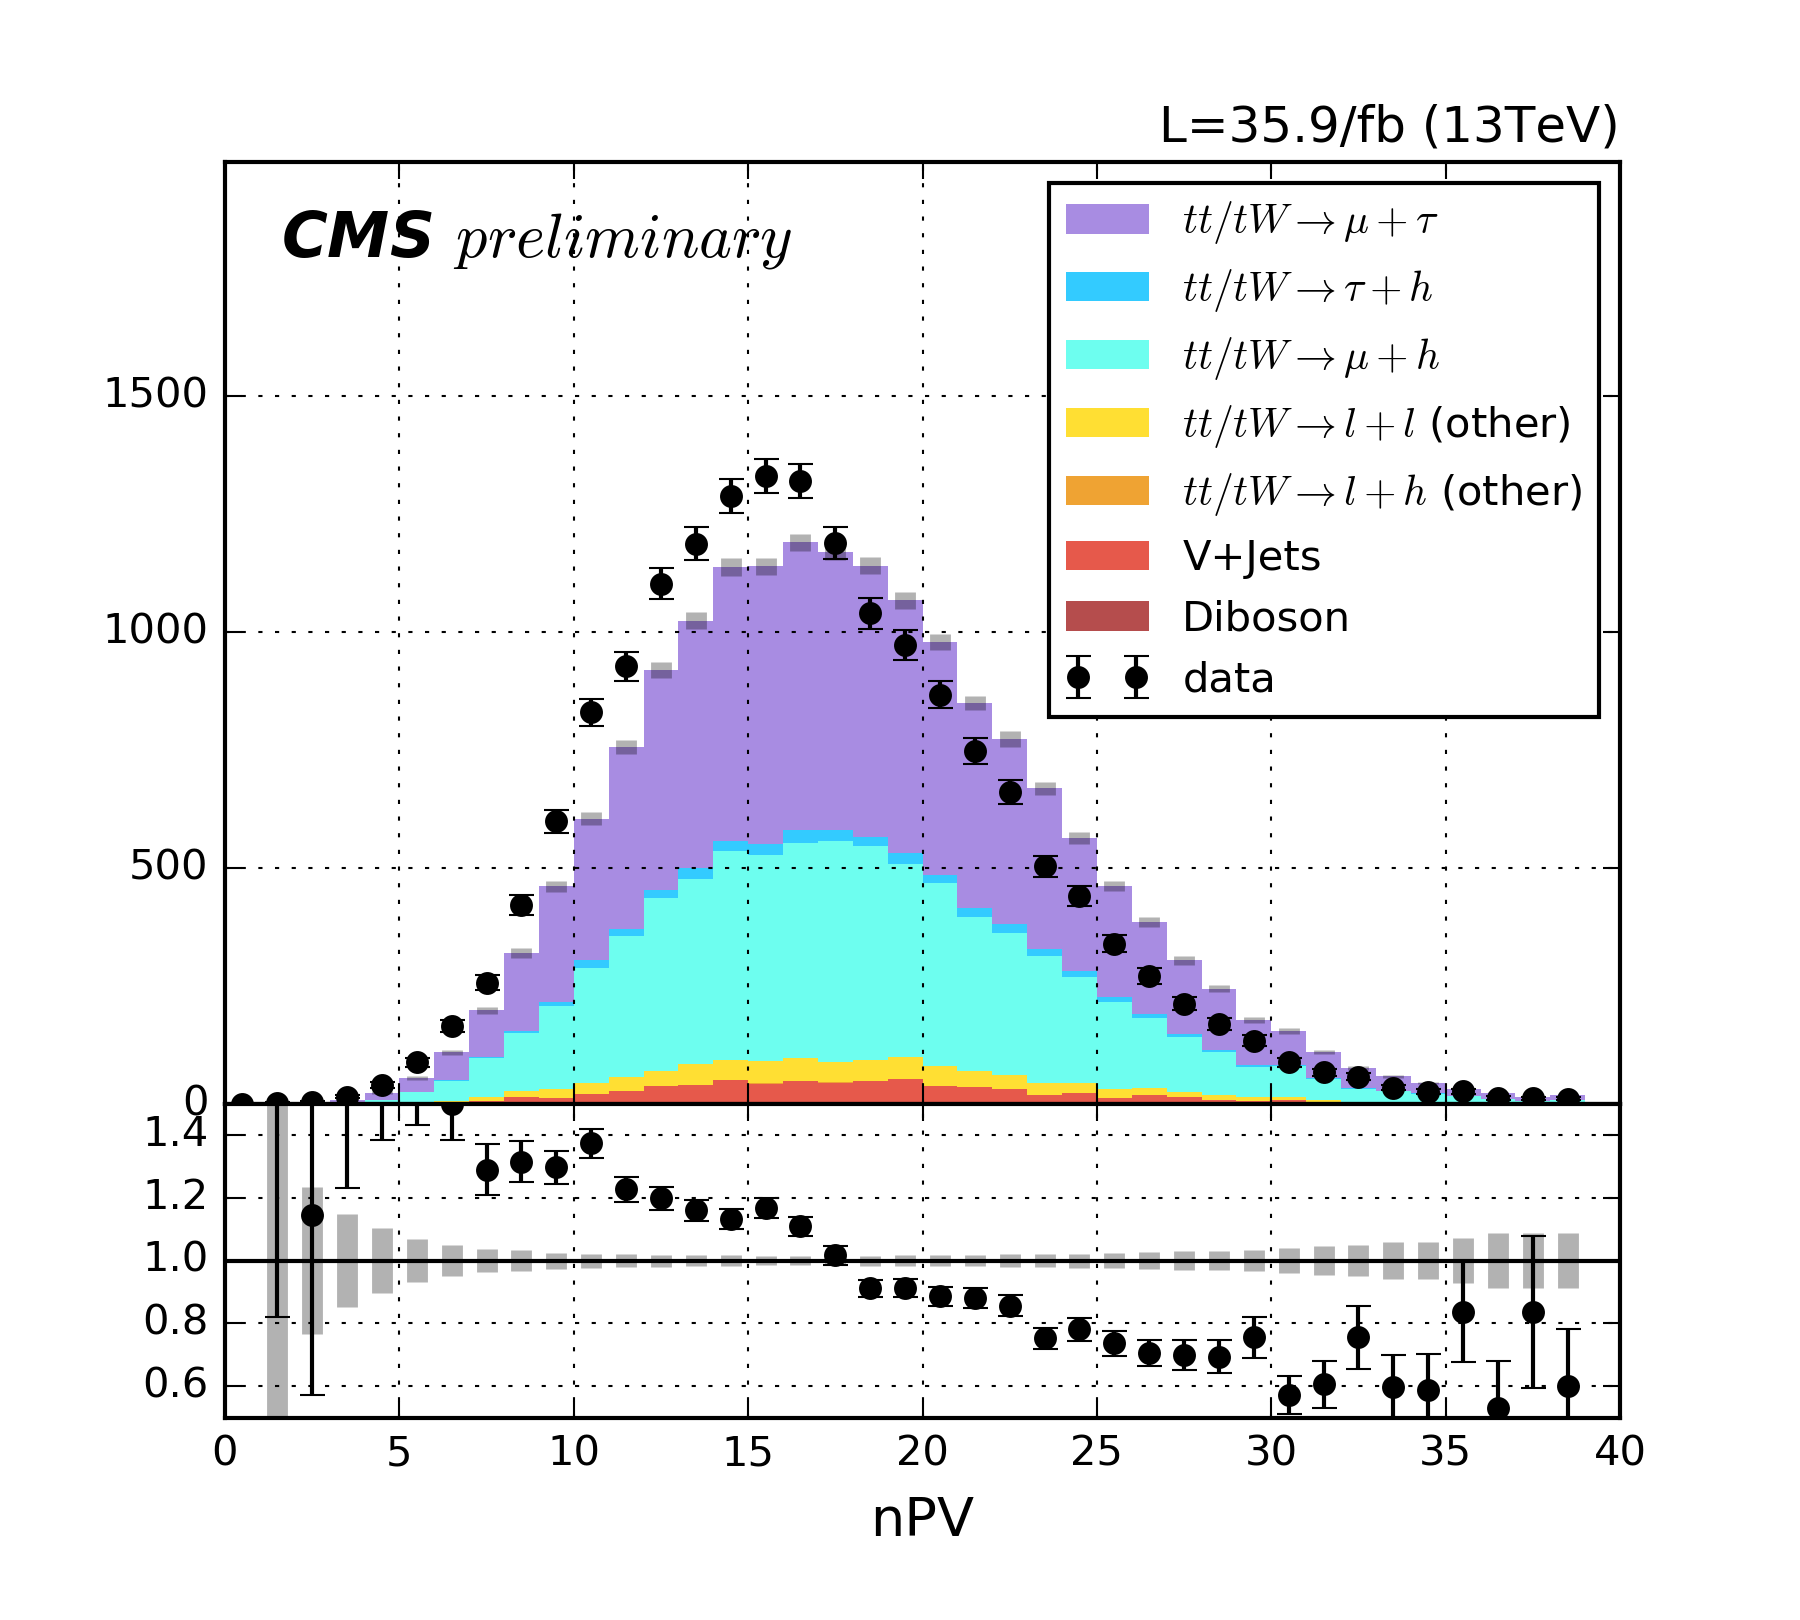 L=35.9/fb (13TeV)
CMS preliminary
tt/tW→μ+τ
tt/tW→τ+h
tt/tW→μ+h
tt/tW→l+l (other)
tt/tW→l+h (other)
V+Jets
Diboson
data
1500
1000
500
0
1.4
1.2
1.0
0.8
0.6
0 5 10 15 20 25 30 35 40
nPV